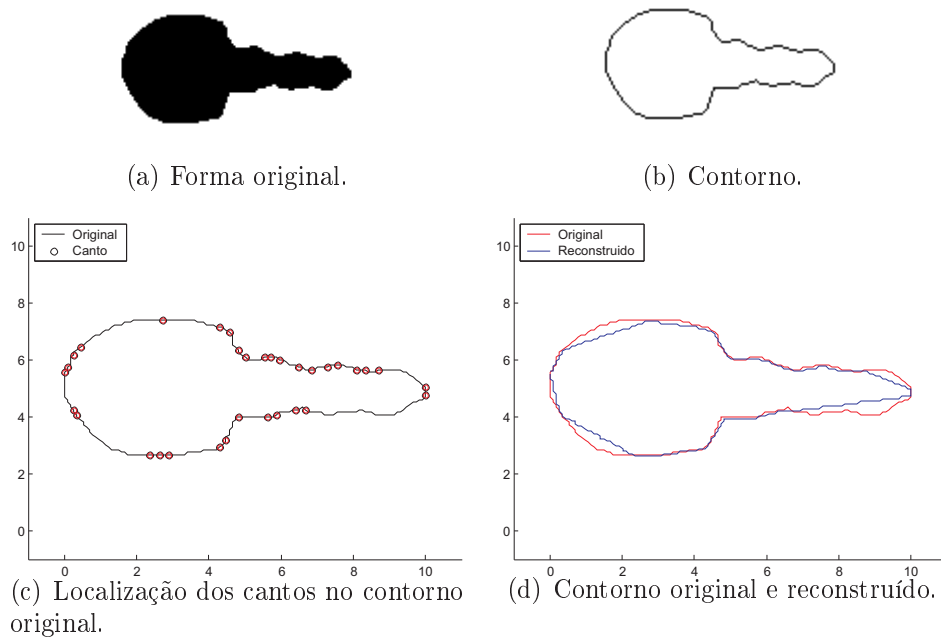 (a) Forma original.
(b) Contorno.
Original
Canto
10
8
6
4
2
0
0 2 4 6 8 10
(c) Localização dos cantos no contorno
original.
Original
Reconstruido
10
8
6
4
2
0
0 2 4 6 8 10
(d) Contorno original e reconstruído.